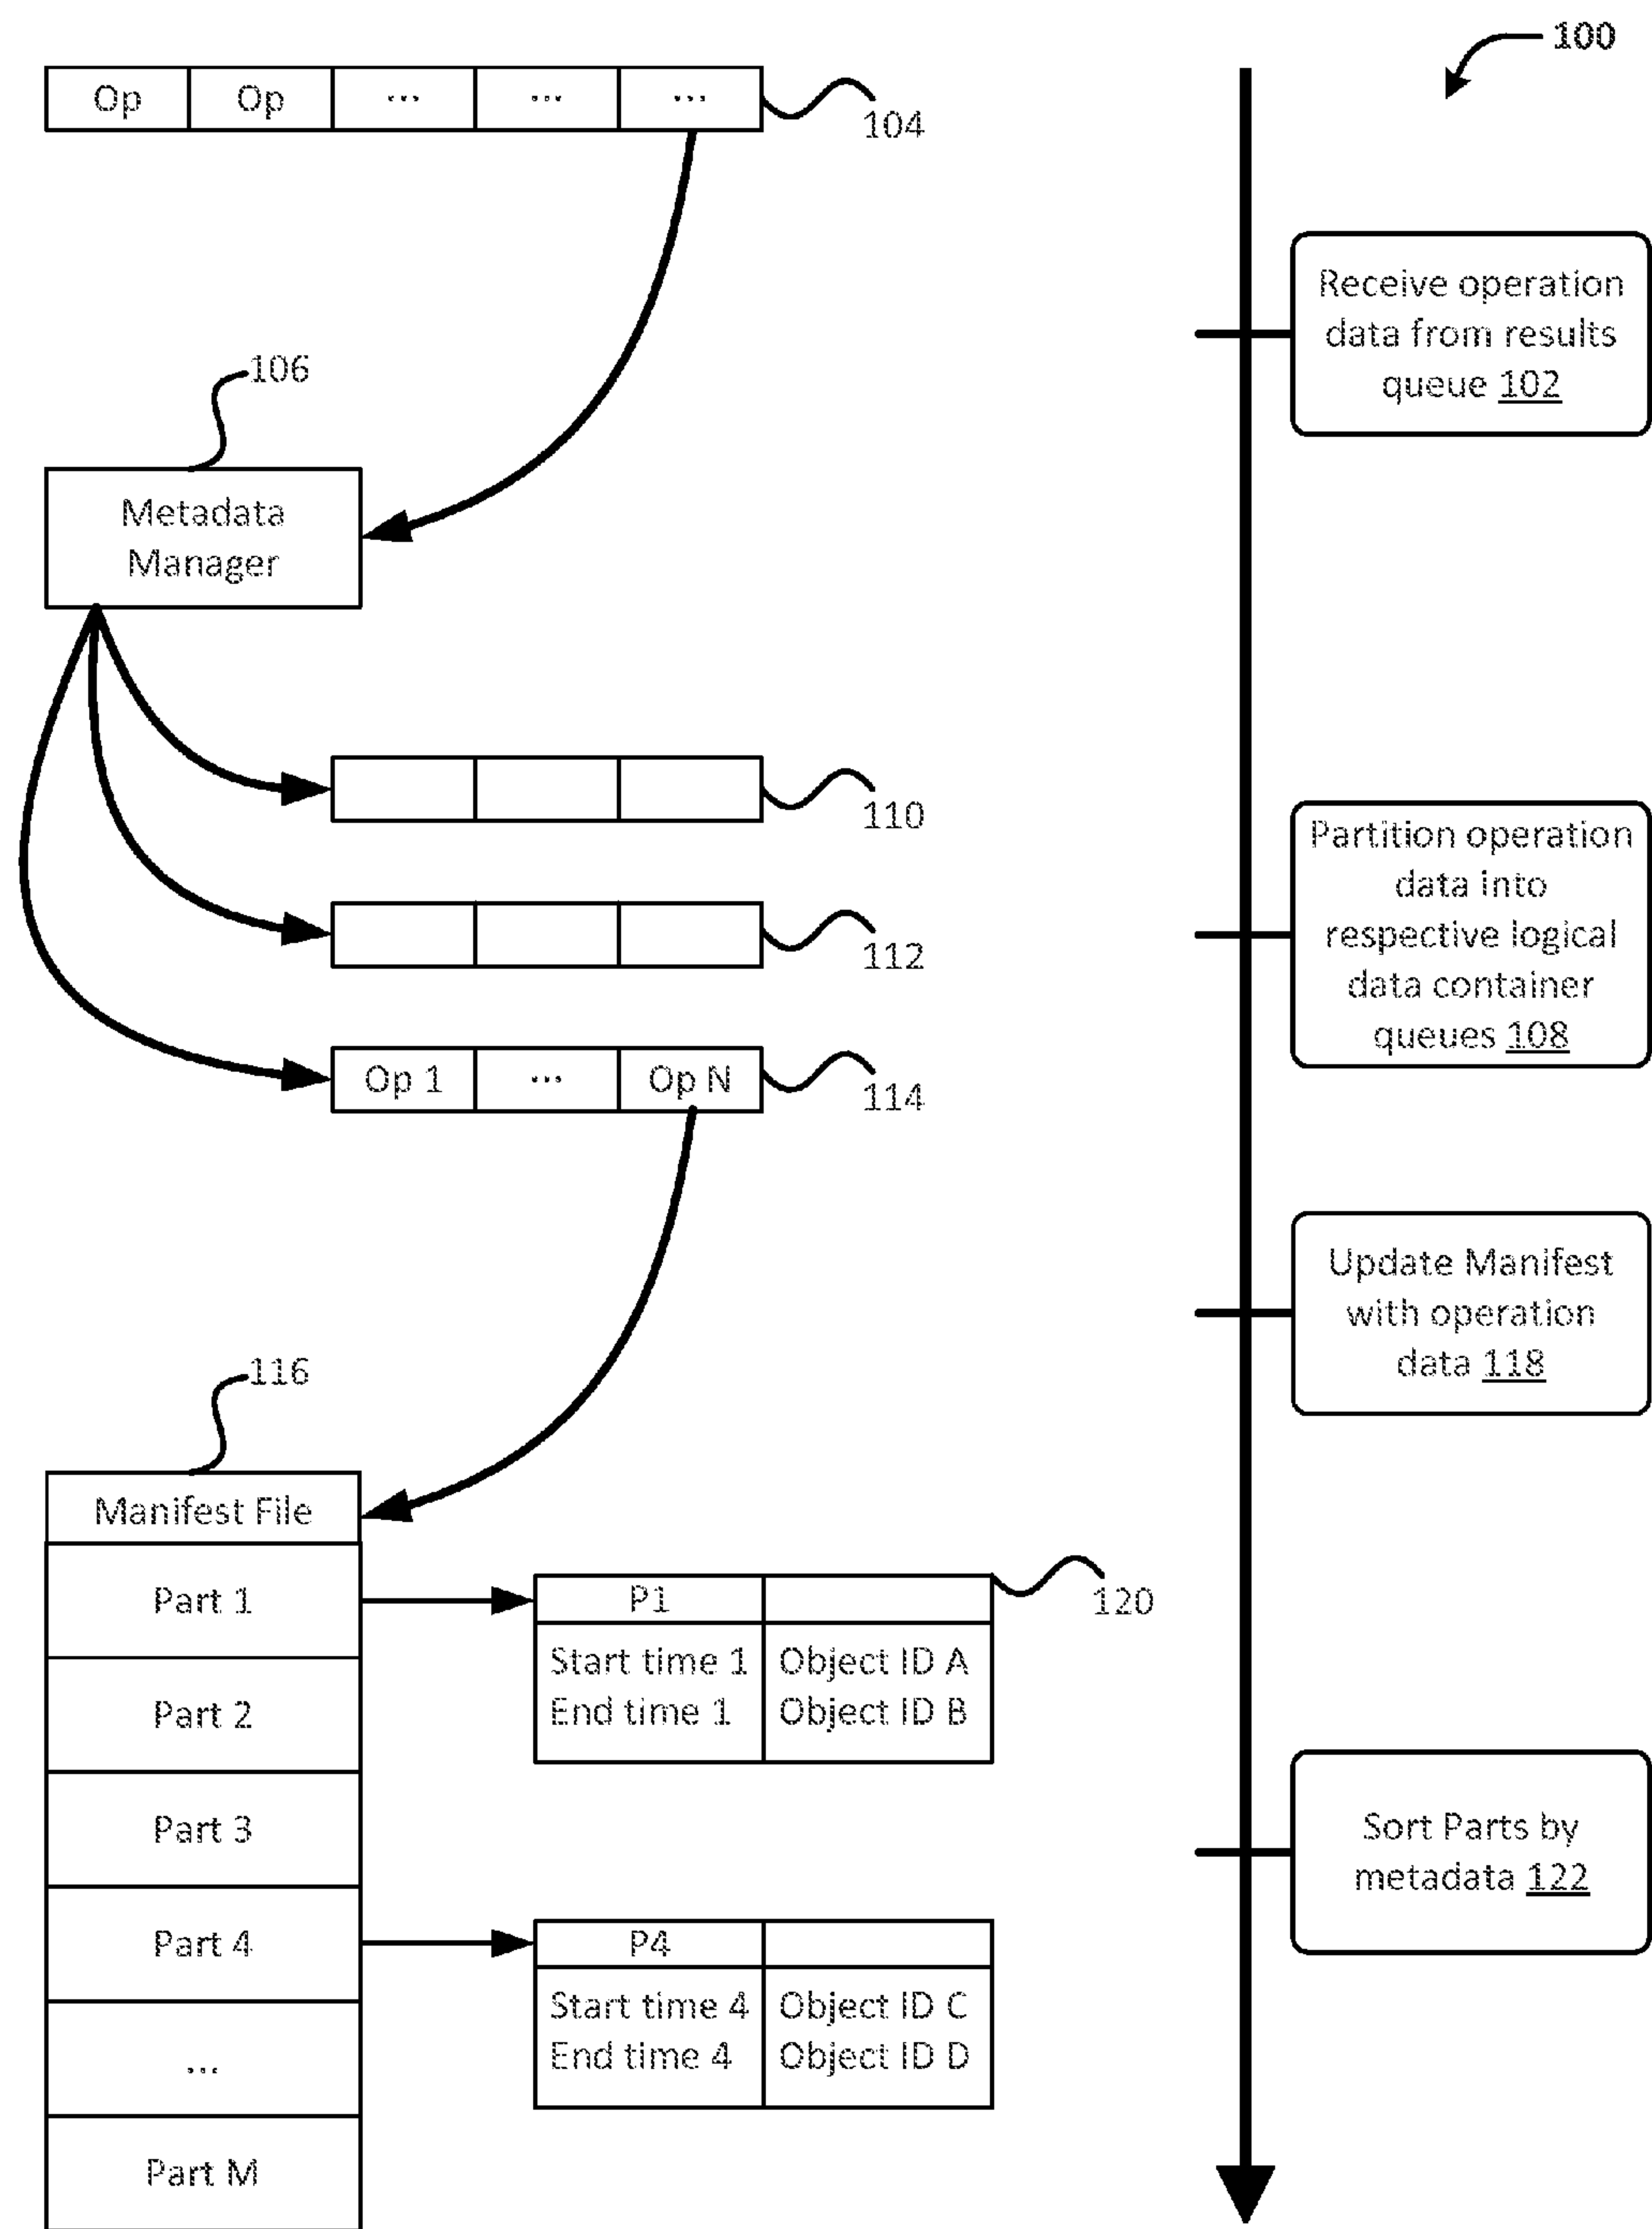 100
Op Op ... ... ...
104
Receive operation
data from results
queue 102
106
Metadata
Manager
110
Partition operation
data into
respective logical
data container
queues 108
112
Op 1 ... Op N
114
Update Manifest
with operation
data 118
116
Manifest File
Part 1
Part 2
Part 3
Part 4
...
Part M
P1
120
Start time 1 Object ID A
End time 1 Object ID B
P4
Start time 4 Object ID C
End time 4 Object ID D
Sort Parts by
metadata 122